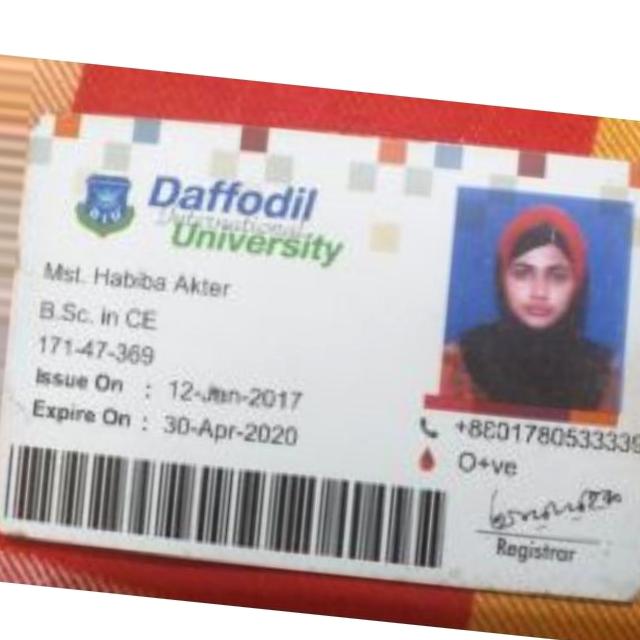 Daffodil
International
University
DIU
Mst. Habiba Akter
B.Sc. in CE
171-47-369
Issue On : 12-Jan-2017
Expire On : 30-Apr-2020
+8801780533339
O+ve
Registrar